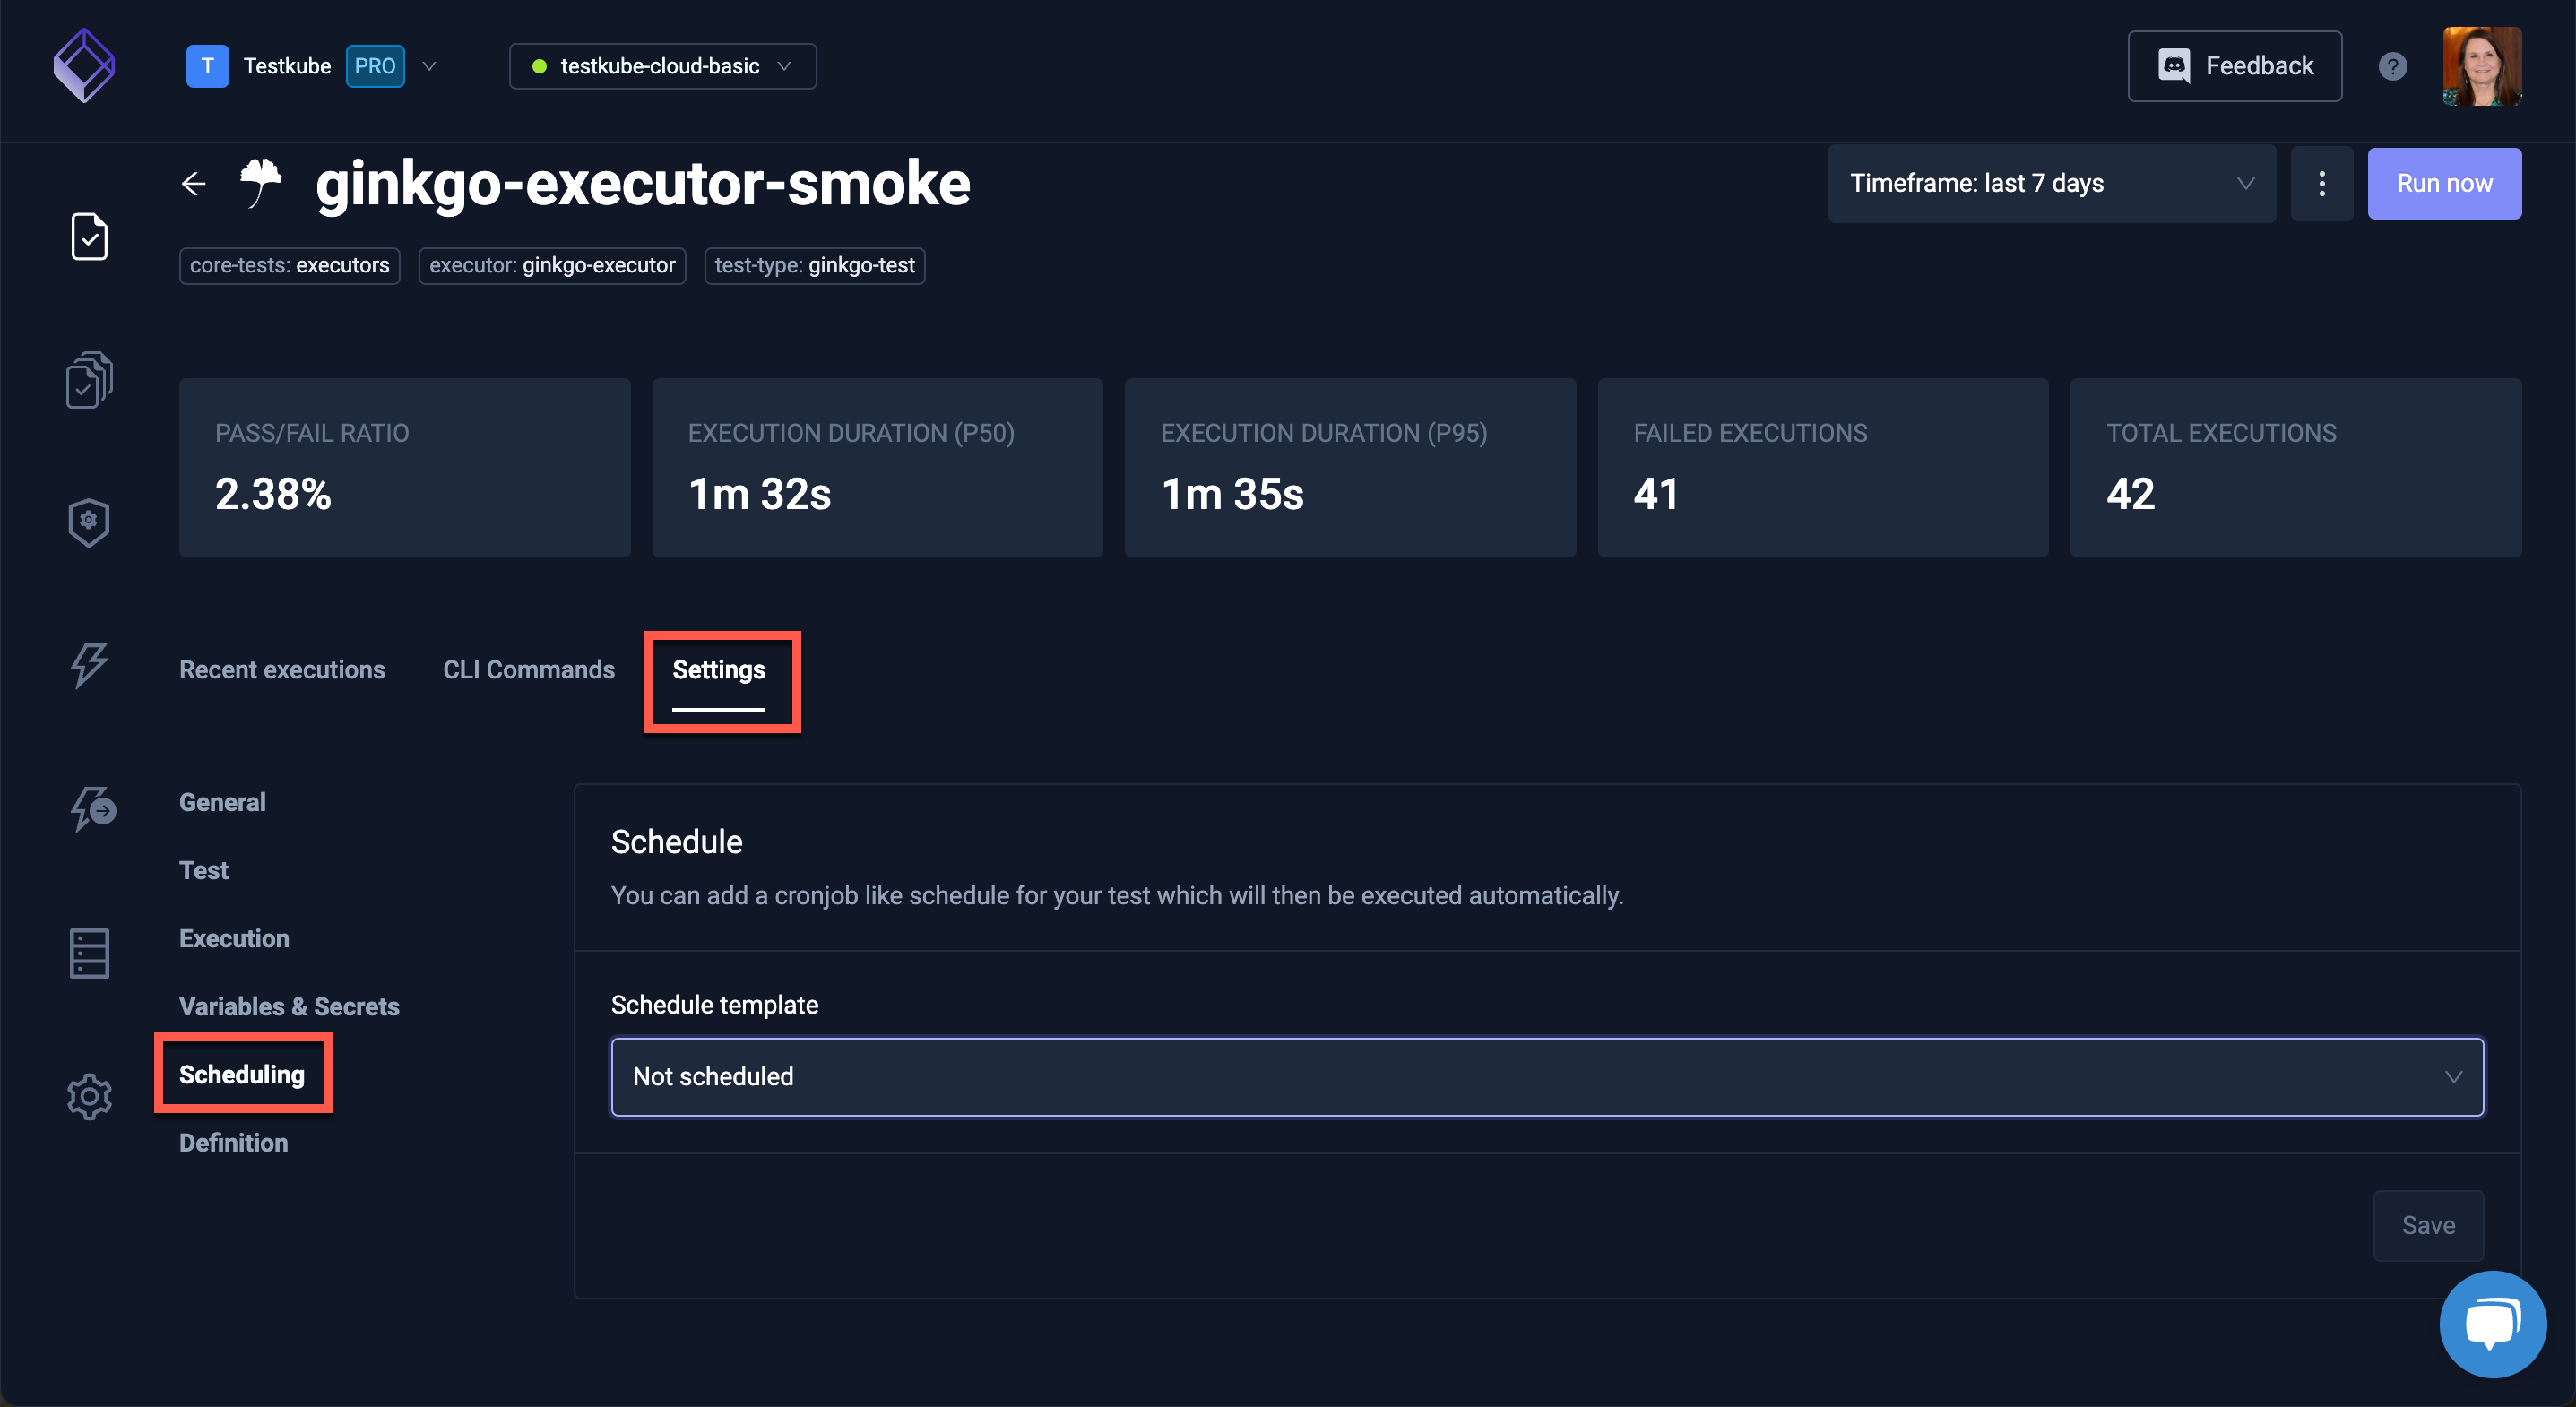 T Testkube PRO testkube-cloud-basic Feedback ?
ginkgo-executor-smoke Timeframe: last 7 days Run now
core-tests: executors executor: ginkgo-executor test-type: ginkgo-test
PASS/FAIL RATIO EXECUTION DURATION (P50) EXECUTION DURATION (P95) FAILED EXECUTIONS TOTAL EXECUTIONS
2.38% 1m 32s 1m 35s 41 42
Recent executions CLI Commands Settings
General
Test
Execution
Variables & Secrets
Scheduling
Definition
Schedule
You can add a cronjob like schedule for your test which will then be executed automatically.
Schedule template
Not scheduled
Save